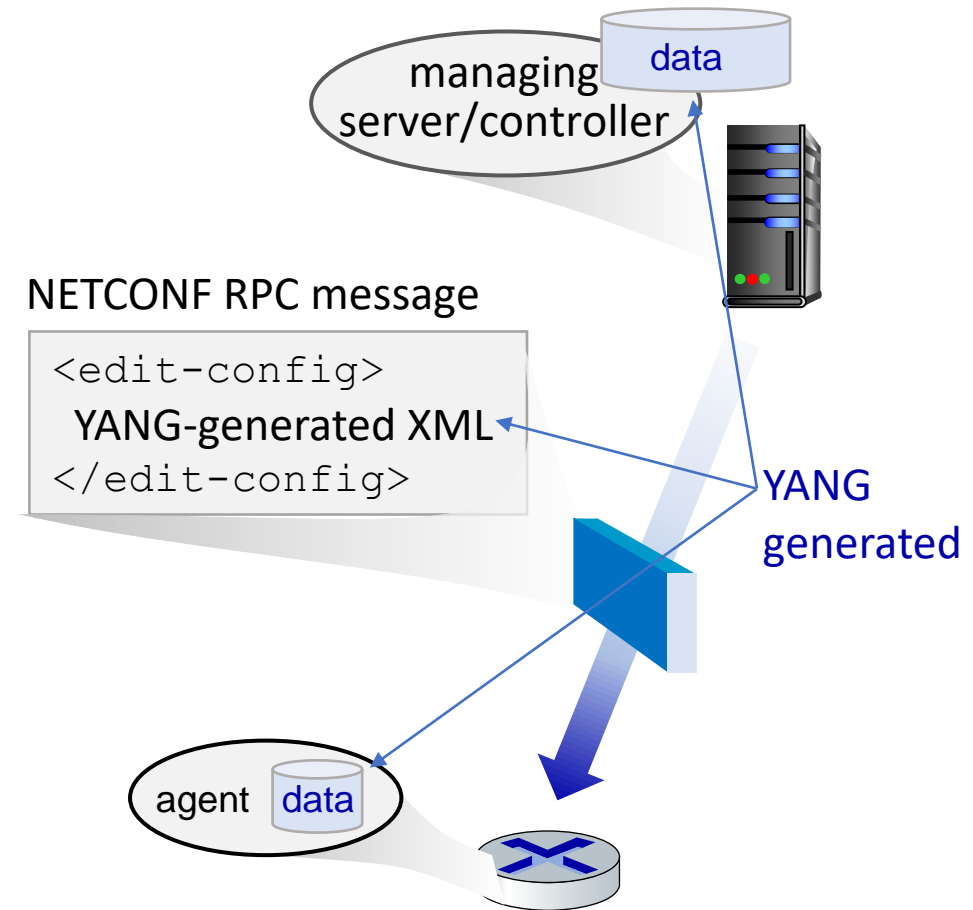 data
managing
server/controller
NETCONF RPC message
<edit-config>
YANG-generated XML
</edit-config>
YANG
generated
agent data